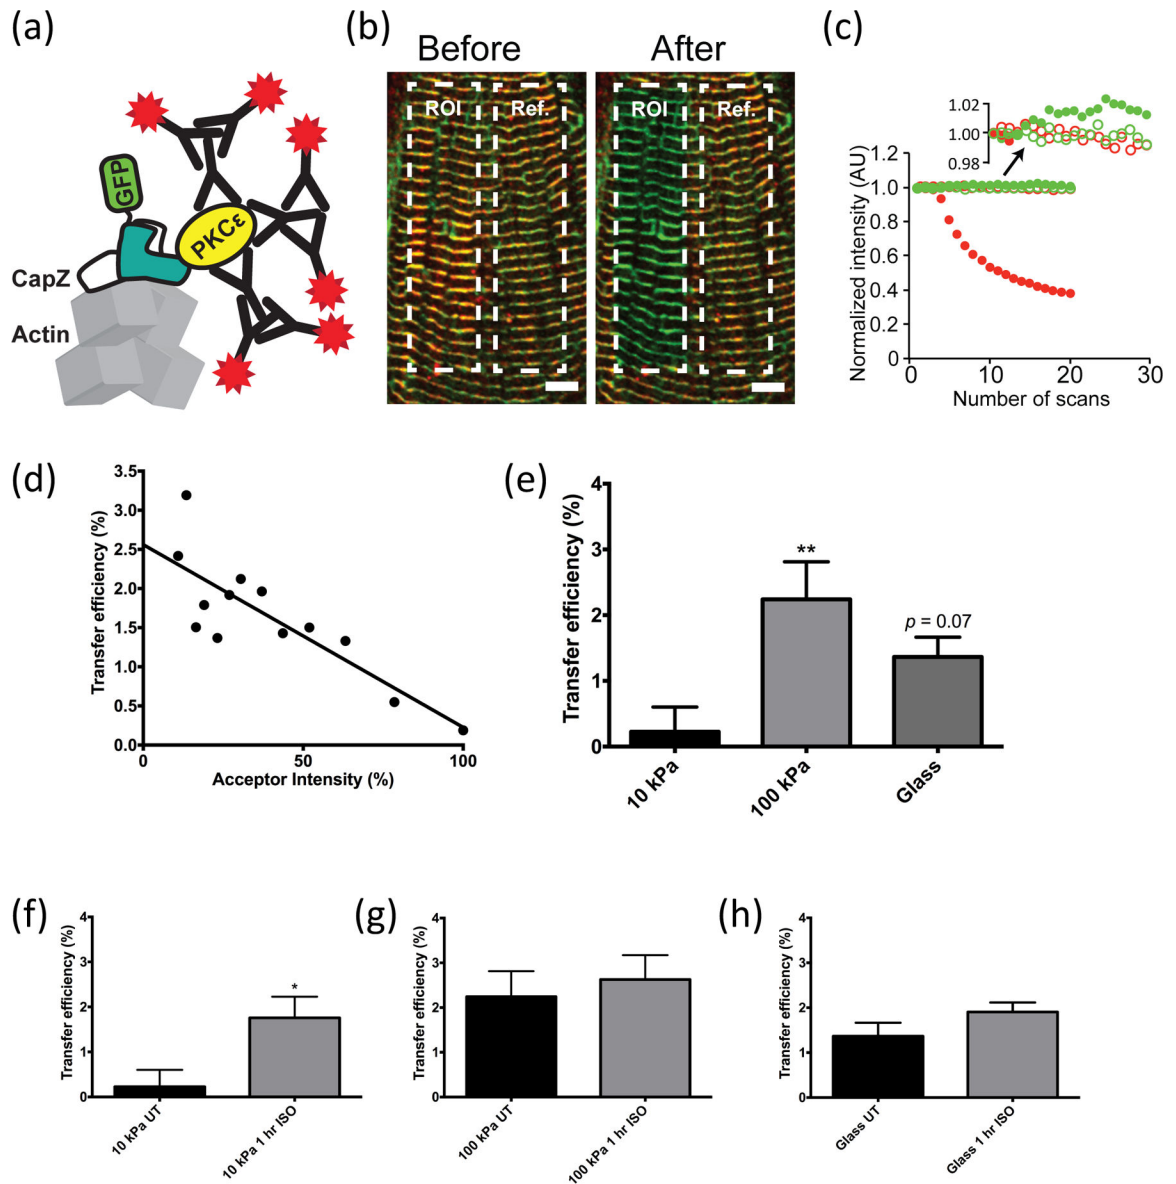 (a)
GFP
PKCε
CapZ
Actin
(b)
Before
After
ROI
Ref.
ROI
Ref.
(c)
1.02
1.00
0.98
Normalized intensity (AU)
1.2
1.0
0.8
0.6
0.4
0.2
0
0
10
20
30
Number of scans
(d)
Transfer efficiency (%)
3.5
3.0
2.5
2.0
1.5
1.0
0.5
0.0
0
50
100
Acceptor Intensity (%)
(e)
Transfer efficiency (%)
4
3
2
1
0
**
p = 0.07
10 kPa
100 kPa
Glass
(f)
Transfer efficiency (%)
4
3
2
1
0
*
10 kPa UT
10 kPa 1 hr ISO
(g)
Transfer efficiency (%)
4
3
2
1
0
100 kPa UT
100 kPa 1 hr ISO
(h)
Transfer efficiency (%)
4
3
2
1
0
Glass UT
Glass 1 hr ISO